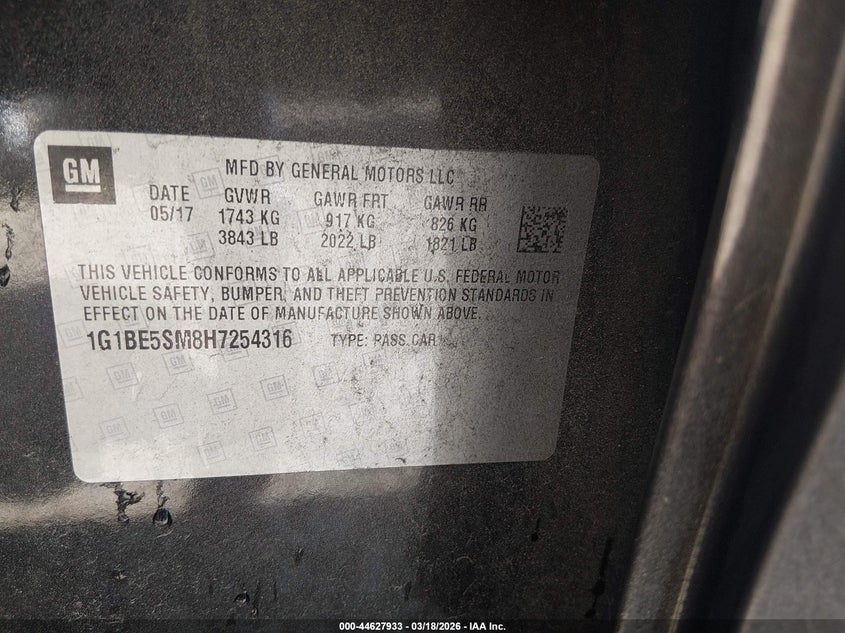 GM
MFD BY GENERAL MOTORS LLC
DATE GVWR GAWR FRT GAWR RR
05/17 1743 KG 917 KG 826 KG
3843 LB 2022 LB 1821 LB
THIS VEHICLE CONFORMS TO ALL APPLICABLE U.S. FEDERAL MOTOR
VEHICLE SAFETY, BUMPER, AND THEFT PREVENTION STANDARDS IN
EFFECT ON THE DATE OF MANUFACTURE SHOWN ABOVE.
1G1BE5SM8H7254316 TYPE: PASS CAR
000-44627933 - 03/18/2026 - IAA Inc.